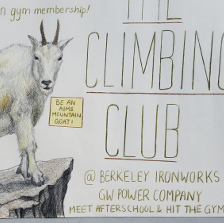 n gym membership!
THE
CLIMBING
CLUB
BE AN
AOMS
MOUNTAIN
GOAT!
@ BERKELEY IRONWORKS
GW POWER COMPANY
MEET AFTERSCHOOL & HIT THE GYM